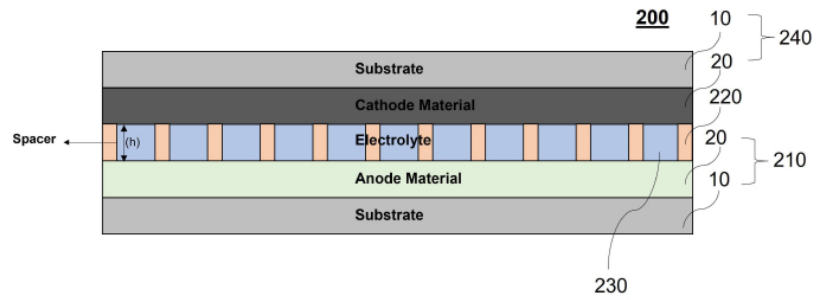 200
10
240
Substrate
20
Cathode Material
220
Spacer
(h)
Electrolyte
20
210
Anode Material
10
Substrate
230